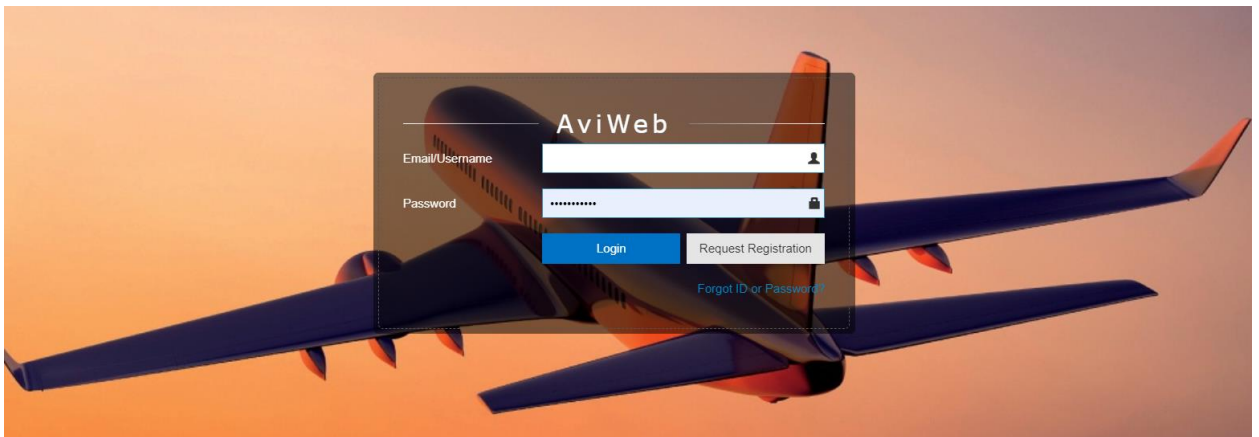 AviWeb
Email/Username
Password •••••••••••
Login Request Registration
Forgot ID or Password?